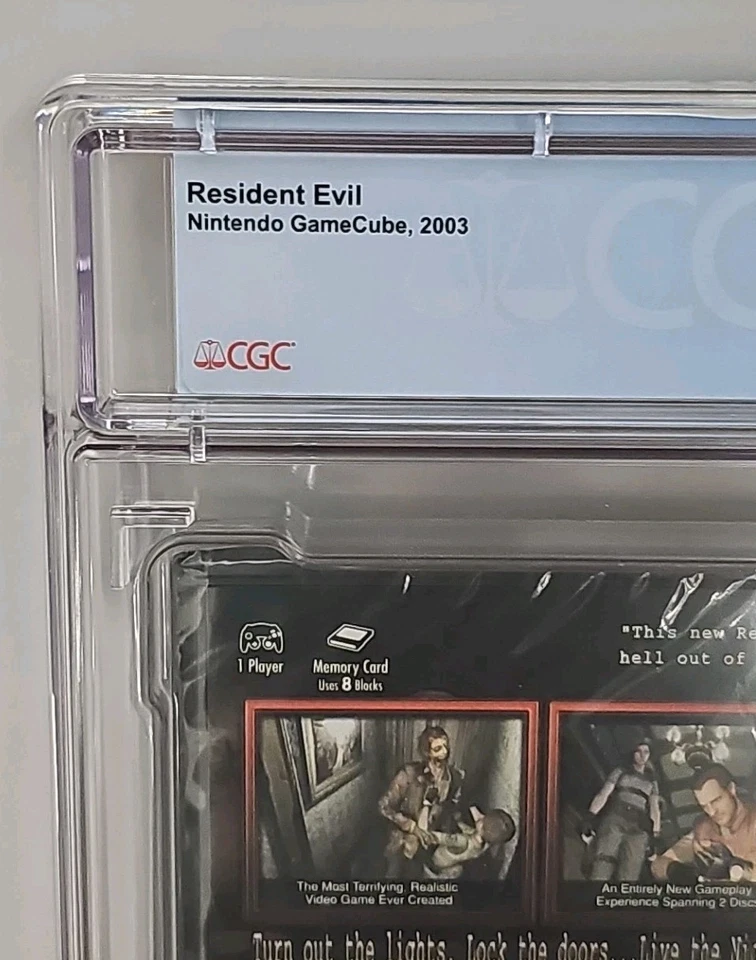 Resident Evil
Nintendo GameCube, 2003
CGC
CGC
1 Player
Memory Card
Uses 8 Blocks
"This new Re
hell out of
The Most Terrifying, Realistic
Video Game Ever Created
An Entirely New Gameplay
Experience Spanning 2 Discs
Turn out the lights. Lock the doors...Live the Ni